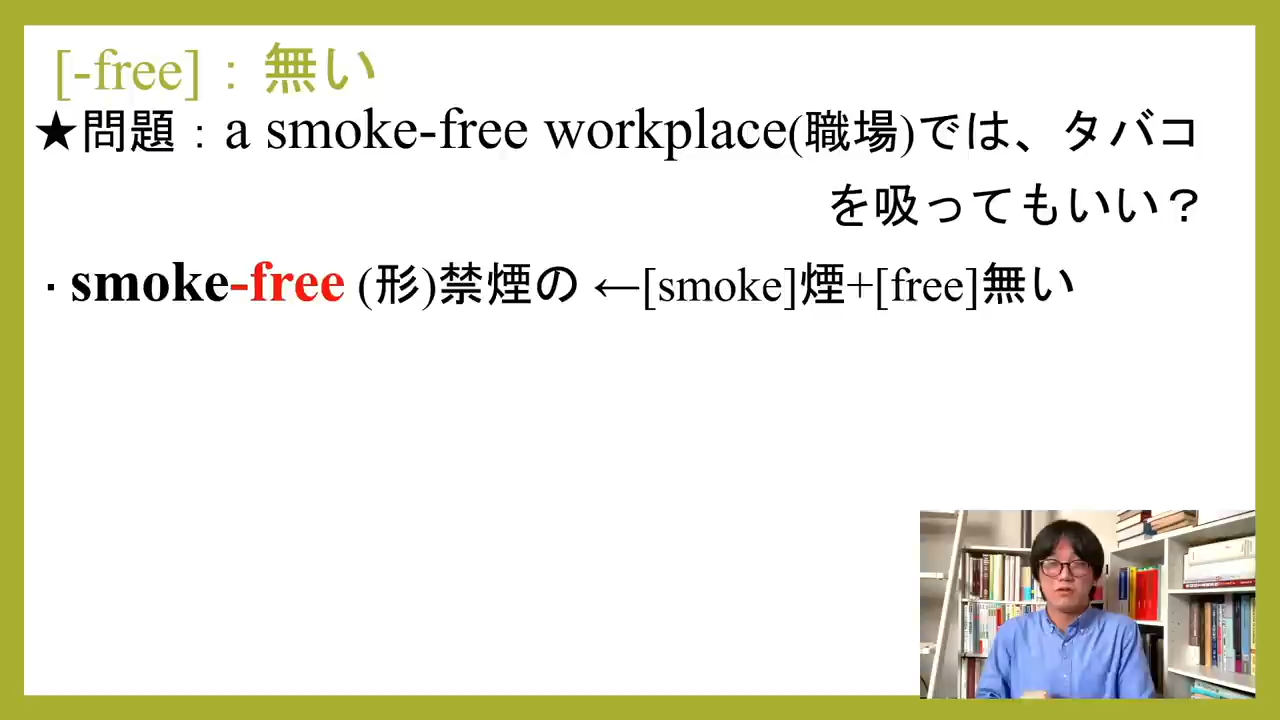 [-free]：無い
★問題：a smoke-free workplace(職場)では、タバコ
を吸ってもいい？
・smoke-free (形)禁煙の ←[smoke]煙+[free]無い